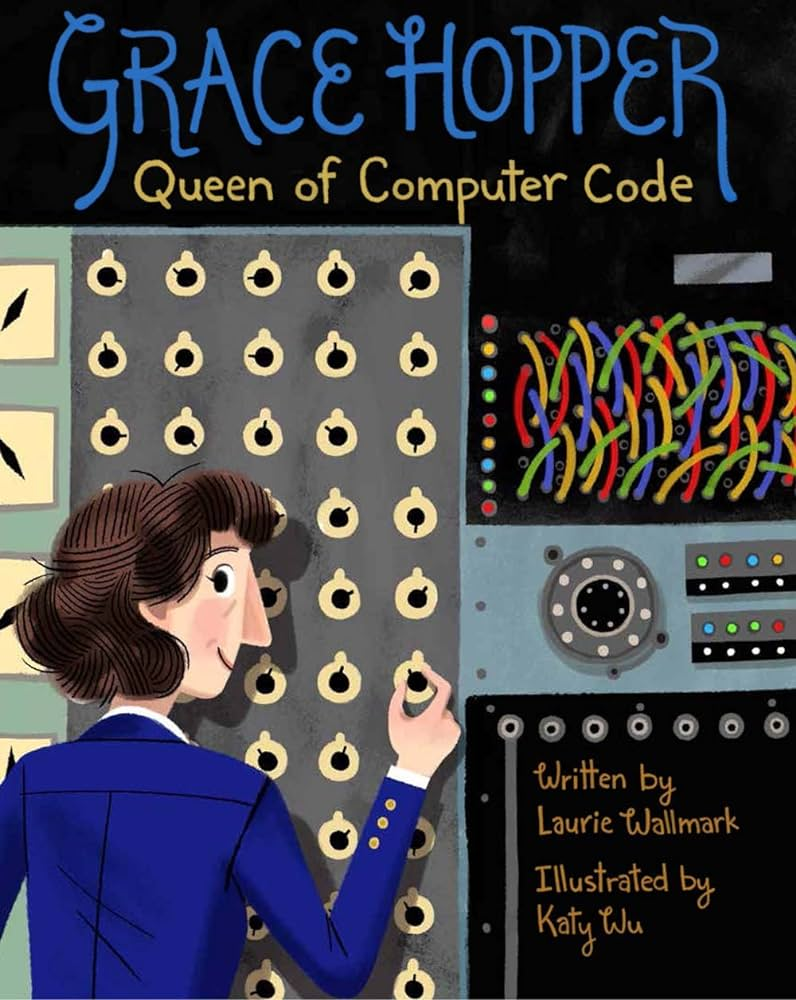 GRACE HOPPER
Queen of Computer Code
Written by
Laurie Wallmark
Illustrated by
Katy Wu